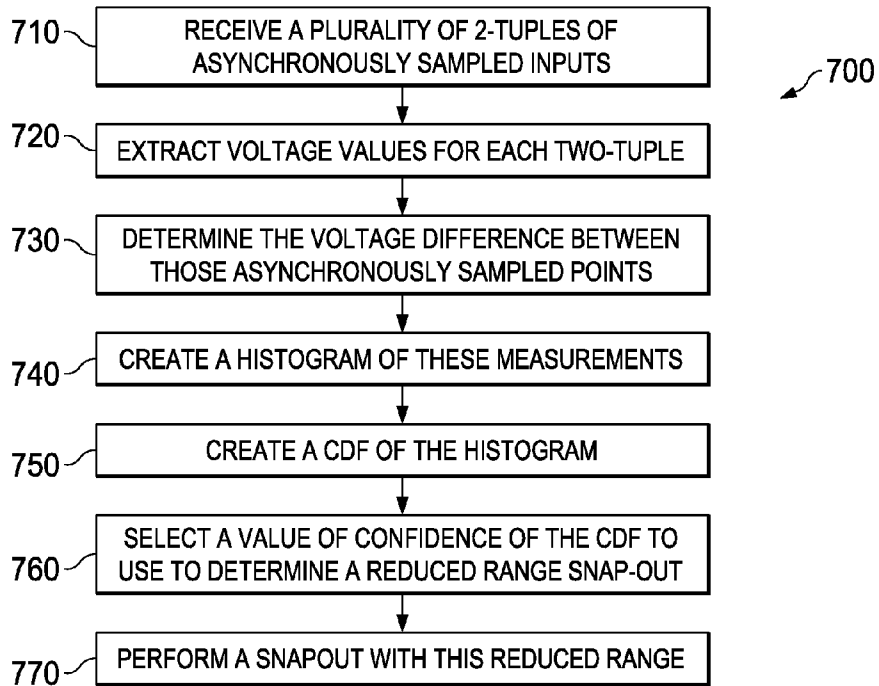 710
RECEIVE A PLURALITY OF 2-TUPLES OF
ASYNCHRONOUSLY SAMPLED INPUTS
700
720
EXTRACT VOLTAGE VALUES FOR EACH TWO-TUPLE
730
DETERMINE THE VOLTAGE DIFFERENCE BETWEEN
THOSE ASYNCHRONOUSLY SAMPLED POINTS
740
CREATE A HISTOGRAM OF THESE MEASUREMENTS
750
CREATE A CDF OF THE HISTOGRAM
760
SELECT A VALUE OF CONFIDENCE OF THE CDF TO
USE TO DETERMINE A REDUCED RANGE SNAP-OUT
770
PERFORM A SNAPOUT WITH THIS REDUCED RANGE